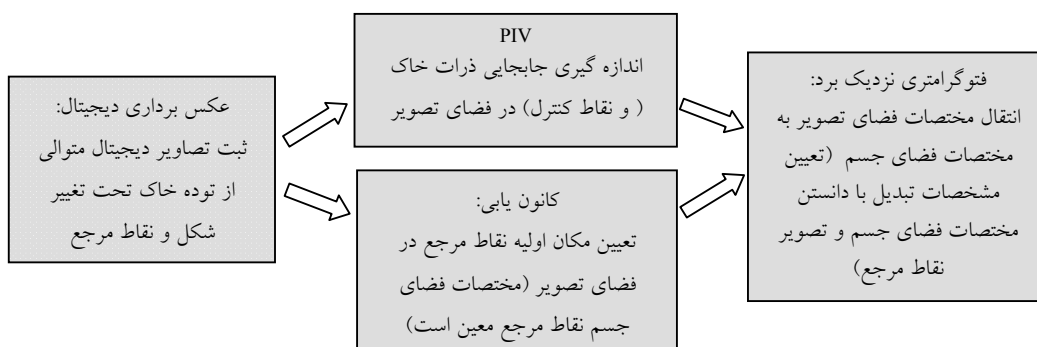 عکس برداری دیجیتال:
ثبت تصاویر دیجیتال متوالی
از توده خاک تحت تغییر
شکل و نقاط مرجع
PIV
اندازه گیری جابجایی ذرات خاک
( و نقاط کنترل) در فضای تصویر
کانون یابی:
تعیین مکان اولیه نقاط مرجع در
فضای تصویر (مختصات فضای
جسم نقاط مرجع معین است)
فتوگرامتری نزدیک برد:
انتقال مختصات فضای تصویر به
مختصات فضای جسم (تعیین
مشخصات تبدیل با دانستن
مختصات فضای جسم و تصویر
نقاط مرجع)